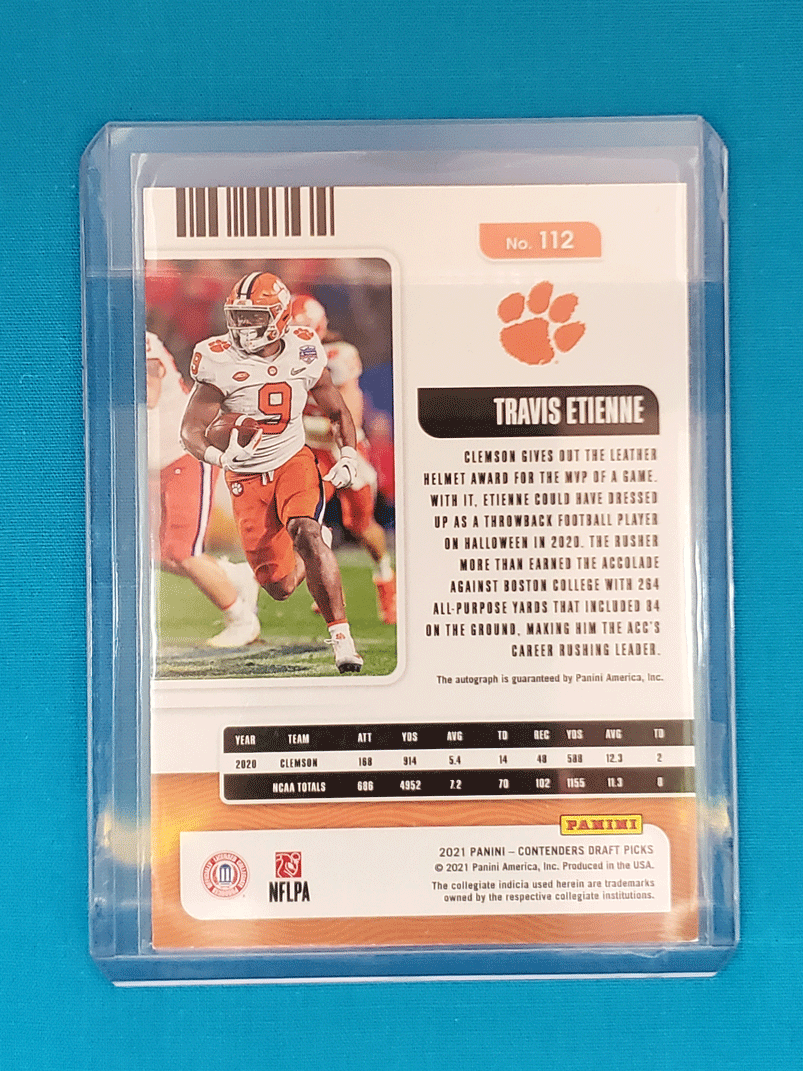 No. 112
TRAVIS ETIENNE
CLEMSON GIVES OUT THE LEATHER
HELMET AWARD FOR THE MVP OF A GAME.
WITH IT, ETIENNE COULD HAVE DRESSED
UP AS A THROWBACK FOOTBALL PLAYER
ON HALLOWEEN IN 2020. THE RUSHER
MORE THAN EARNED THE ACCOLADE
AGAINST BOSTON COLLEGE WITH 264
ALL-PURPOSE YARDS THAT INCLUDED 84
ON THE GROUND, MAKING HIM THE ACC'S
CAREER RUSHING LEADER.
The autograph is guaranteed by Panini America, Inc.
YEAR TEAM ATT YDS AVG TD REC YDS AVG TD
2020 CLEMSON 168 914 5.4 14 48 588 12.3 2
NCAA TOTALS 686 4952 7.2 70 102 1155 11.3 8
PANINI
2021 PANINI – CONTENDERS DRAFT PICKS
© 2021 Panini America, Inc. Produced in the USA.
The collegiate indicia used herein are trademarks
owned by the respective collegiate institutions.
NFLPA
9